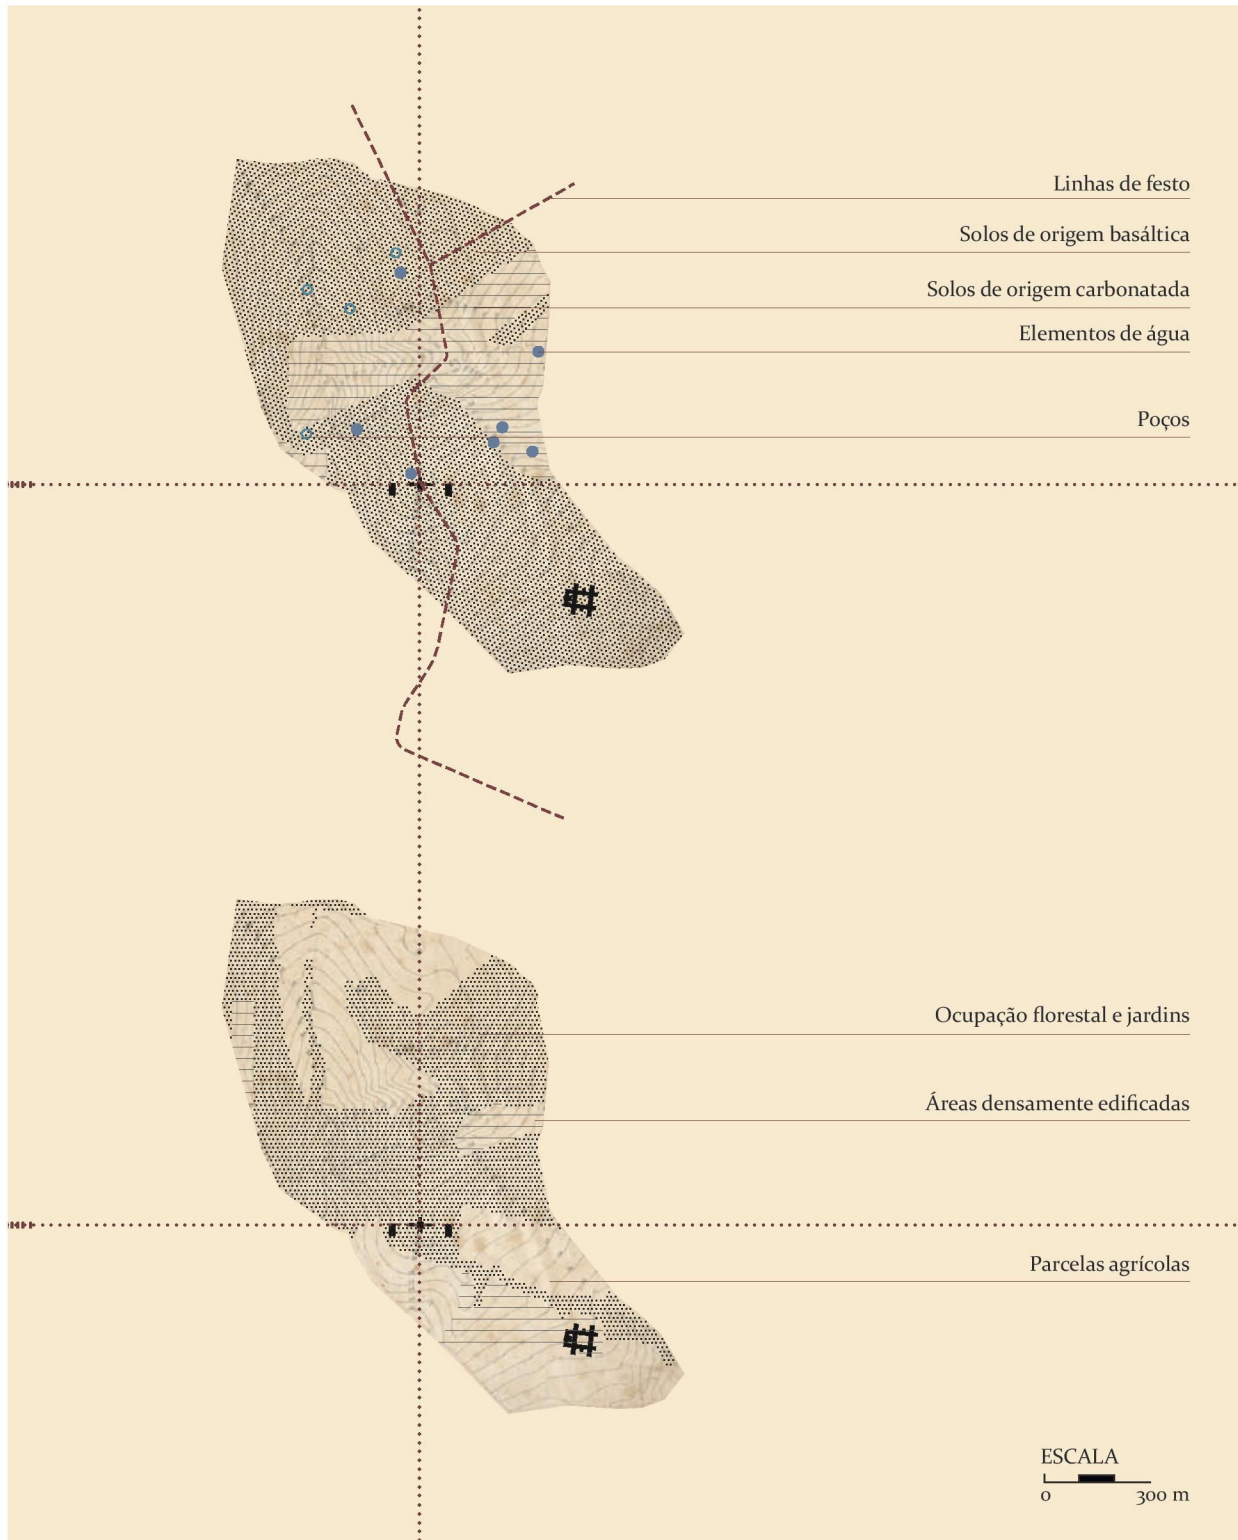 Linhas de festo
Solos de origem basáltica
Solos de origem carbonatada
Elementos de água
Poços
Ocupação florestal e jardins
Áreas densamente edificadas
Parcelas agrícolas
ESCALA
0 300 m